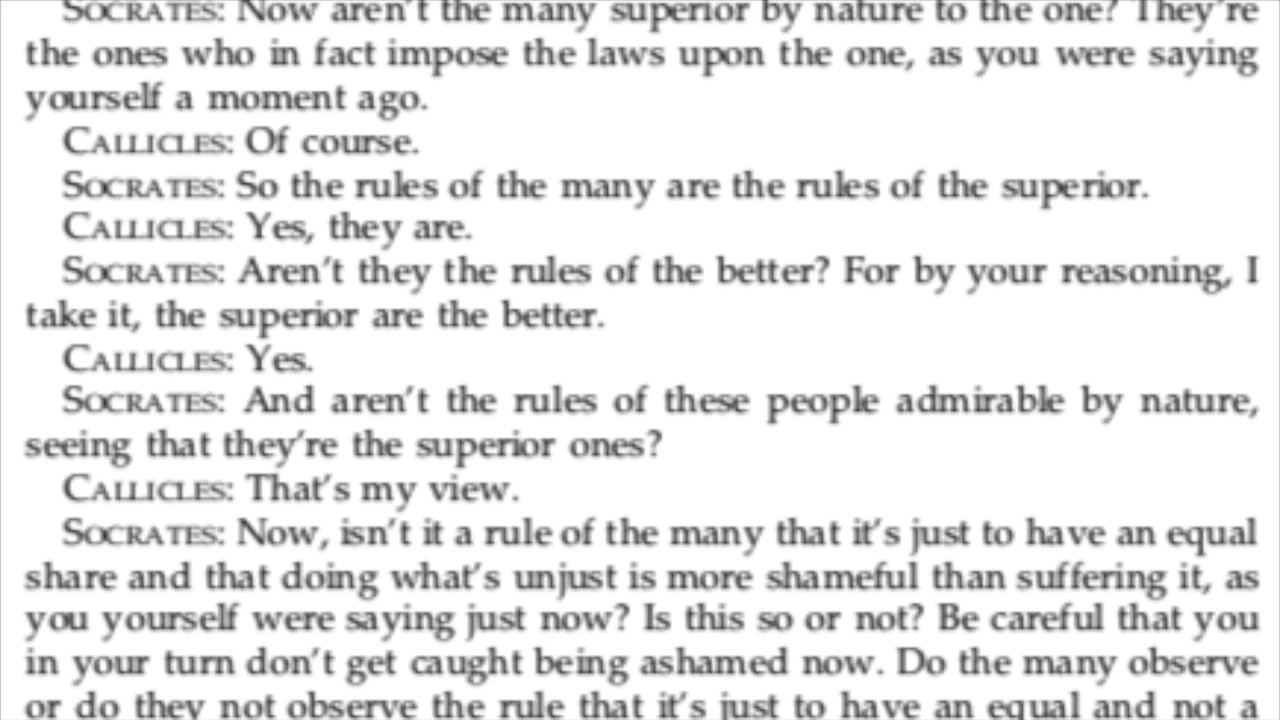 SOCRATES: Now aren't the many superior by nature to the one? They're
the ones who in fact impose the laws upon the one, as you were saying
yourself a moment ago.
CALLICLES: Of course.
SOCRATES: So the rules of the many are the rules of the superior.
CALLICLES: Yes, they are.
SOCRATES: Aren't they the rules of the better? For by your reasoning, I
take it, the superior are the better.
CALLICLES: Yes.
SOCRATES: And aren't the rules of these people admirable by nature,
seeing that they're the superior ones?
CALLICLES: That's my view.
SOCRATES: Now, isn't it a rule of the many that it's just to have an equal
share and that doing what's unjust is more shameful than suffering it, as
you yourself were saying just now? Is this so or not? Be careful that you
in your turn don't get caught being ashamed now. Do the many observe
or do they not observe the rule that it's just to have an equal and not a